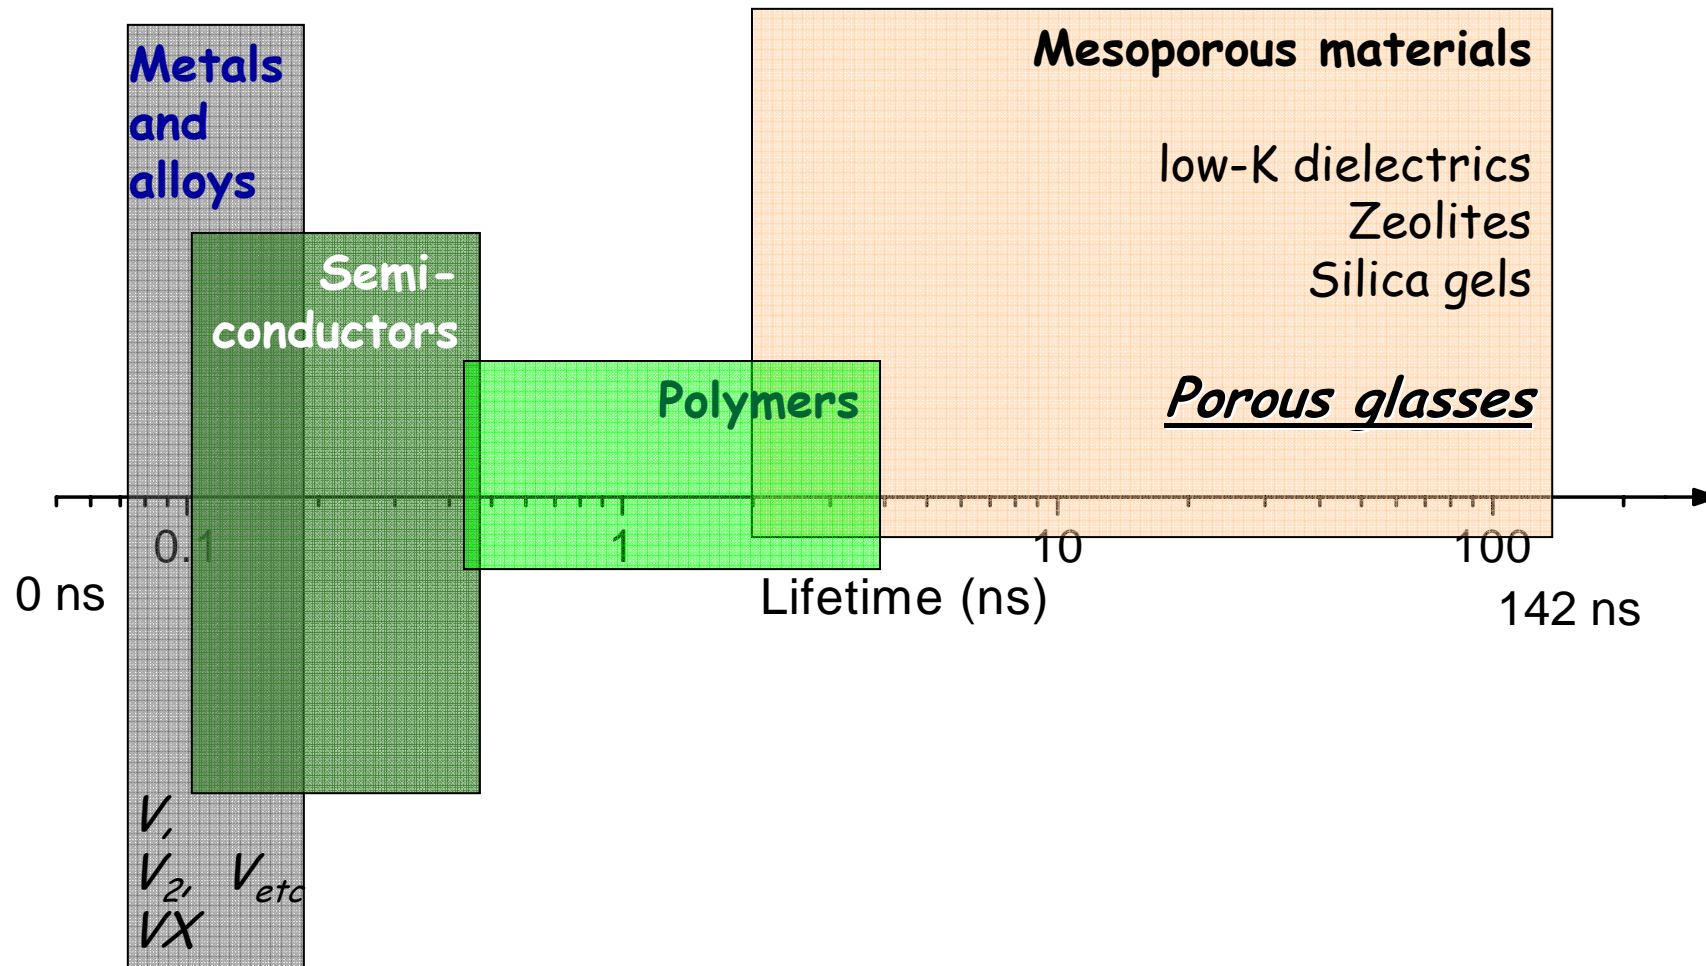 Metals
and
alloys
Semi-
conductors
Polymers
Mesoporous materials
low-K dielectrics
Zeolites
Silica gels
Porous glasses
0.1
1
10
100
0 ns
Lifetime (ns)
142 ns
V,
V2, Vetc
VX